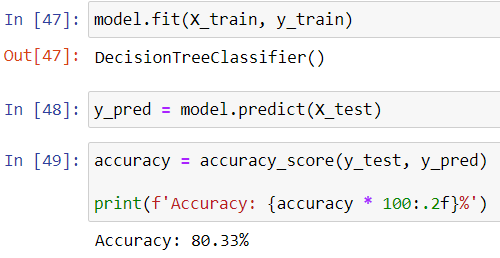 In [47]: model.fit(X_train, y_train)
Out[47]: DecisionTreeClassifier()
In [48]: y_pred = model.predict(X_test)
In [49]: accuracy = accuracy_score(y_test, y_pred)
print(f'Accuracy: {accuracy * 100:.2f}%')
Accuracy: 80.33%